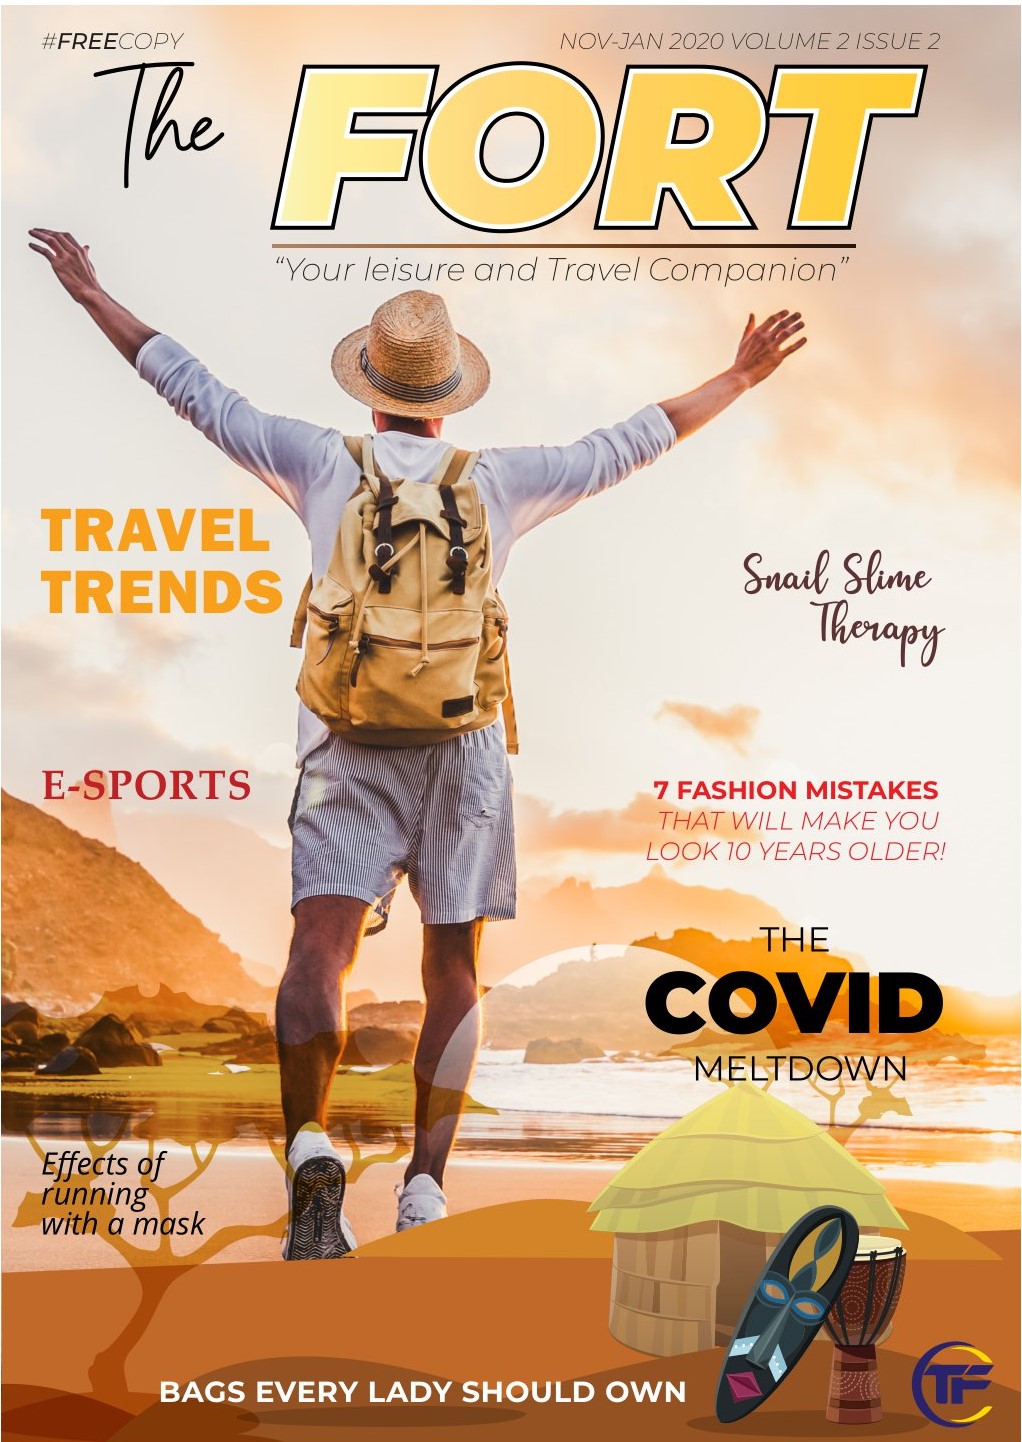 #FREECOPY
NOV-JAN 2020 VOLUME 2 ISSUE 2
The FORT
“Your leisure and Travel Companion”
TRAVEL
TRENDS
Snail Slime
Therapy
E-SPORTS
7 FASHION MISTAKES
THAT WILL MAKE YOU
LOOK 10 YEARS OLDER!
THE
COVID
MELTDOWN
Effects of
running
with a mask
BAGS EVERY LADY SHOULD OWN
TF